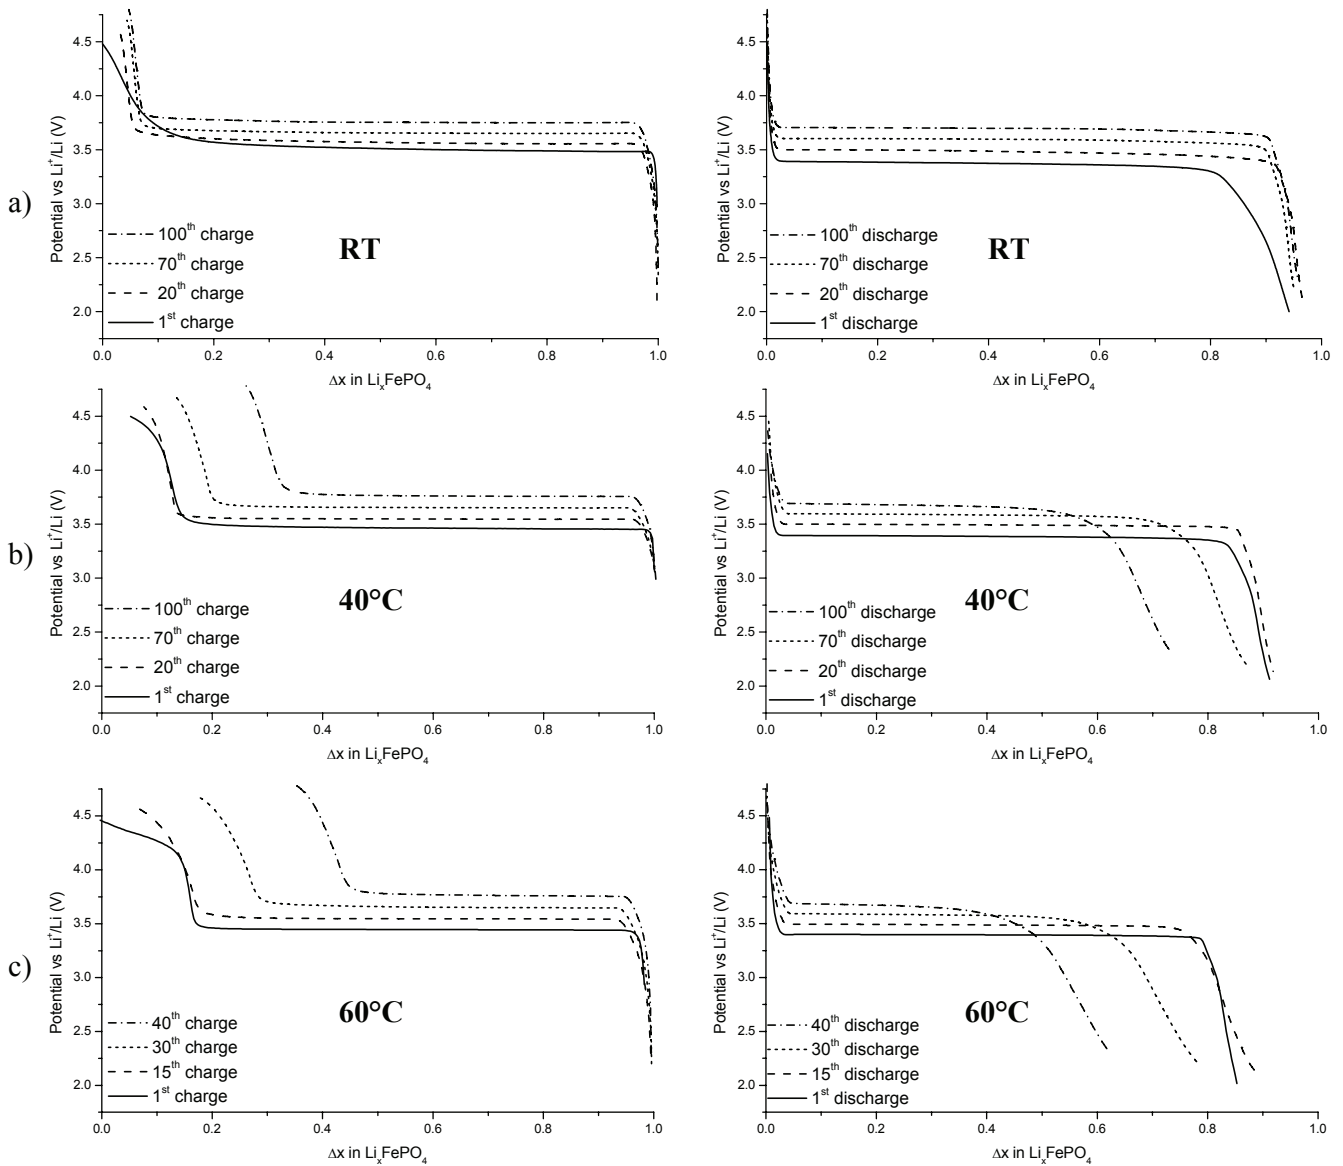 a)
Potential vs Li⁺/Li (V)
4.5
4.0
3.5
3.0
2.5
2.0
100th charge
70th charge
20th charge
1st charge
RT
0.0 0.2 0.4 0.6 0.8 1.0
Δx in LixFePO4
Potential vs Li⁺/Li (V)
4.5
4.0
3.5
3.0
2.5
2.0
100th discharge
70th discharge
20th discharge
1st discharge
RT
0.0 0.2 0.4 0.6 0.8 1.0
Δx in LixFePO4
b)
Potential vs Li⁺/Li (V)
4.5
4.0
3.5
3.0
2.5
2.0
100th charge
70th charge
20th charge
1st charge
40°C
0.0 0.2 0.4 0.6 0.8 1.0
Δx in LixFePO4
Potential vs Li⁺/Li (V)
4.5
4.0
3.5
3.0
2.5
2.0
100th discharge
70th discharge
20th discharge
1st discharge
40°C
0.0 0.2 0.4 0.6 0.8 1.0
Δx in LixFePO4
c)
Potential vs Li⁺/Li (V)
4.5
4.0
3.5
3.0
2.5
2.0
40th charge
30th charge
15th charge
1st charge
60°C
0.0 0.2 0.4 0.6 0.8 1.0
Δx in LixFePO4
Potential vs Li⁺/Li (V)
4.5
4.0
3.5
3.0
2.5
2.0
40th discharge
30th discharge
15th discharge
1st discharge
60°C
0.0 0.2 0.4 0.6 0.8 1.0
Δx in LixFePO4